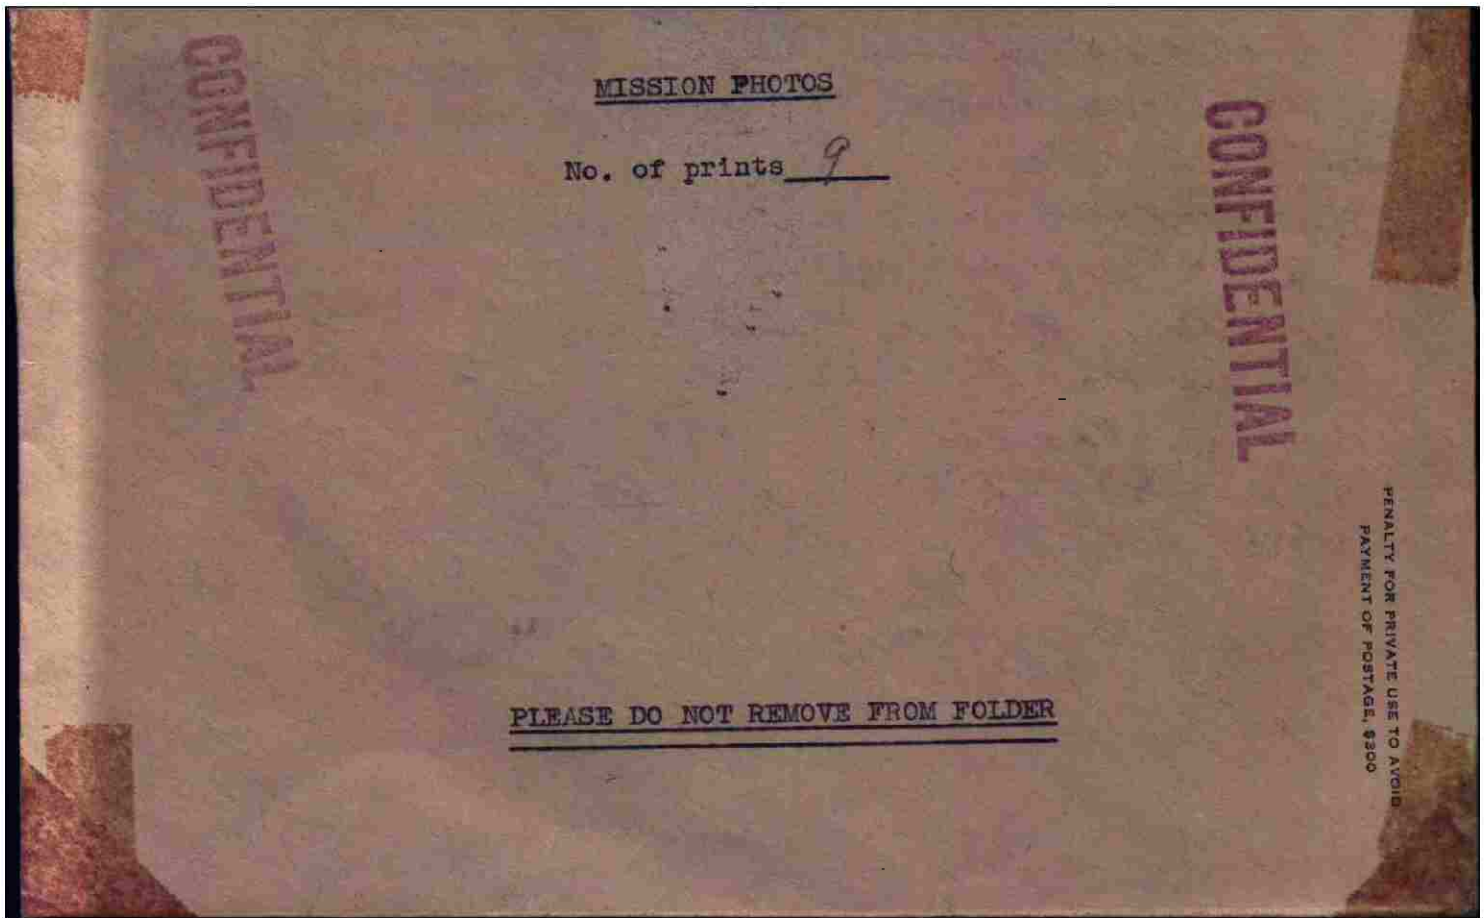 CONFIDENTIAL
MISSION PHOTOS
No. of prints 9
CONFIDENTIAL
PENALTY FOR PRIVATE USE TO AVOID
PAYMENT OF POSTAGE, $300
PLEASE DO NOT REMOVE FROM FOLDER